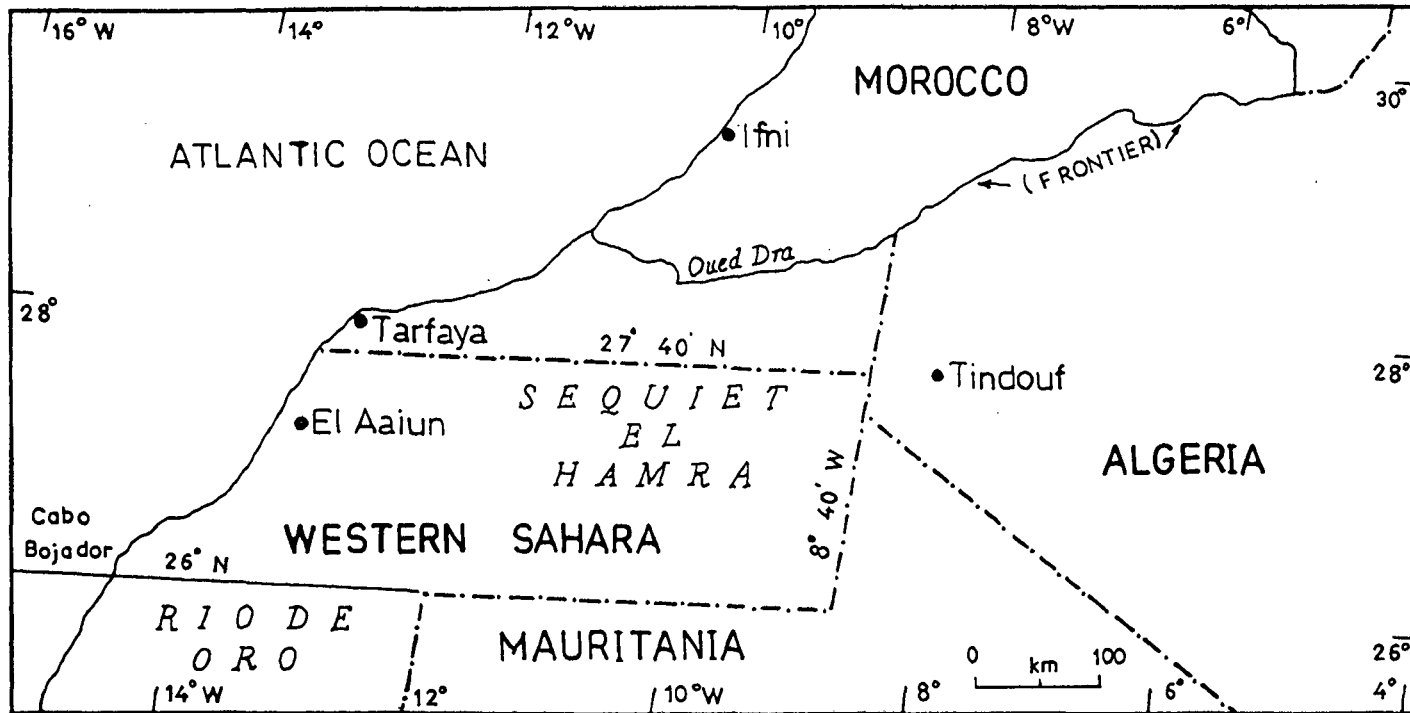 16° W
14°
12° W
10°
8° W
6°
MOROCCO
30°
ATLANTIC OCEAN
Ifni
(FRONTIER)
Oued Dra
28°
Tarfaya
27° 40' N
Tindouf
28°
SEQUIET
EL
HAMRA
El Aaiun
ALGERIA
8° 40' W
Cabo
Bojador
WESTERN SAHARA
26° N
RIO DE
ORO
MAURITANIA
0 km 100
26°
14° W
12°
10° W
8°
6°
4°